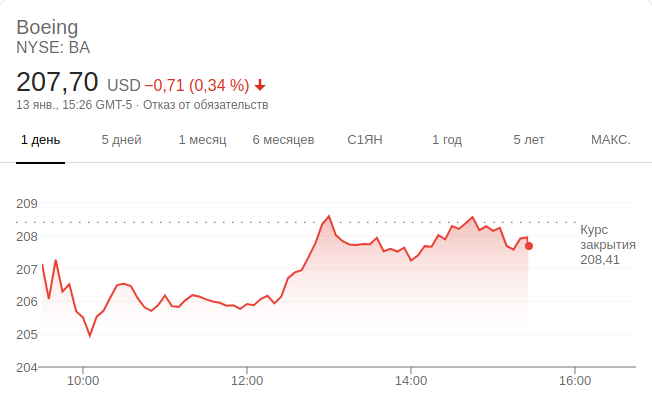 Boeing
NYSE: BA
207,70 USD −0,71 (0,34 %)
13 янв., 15:26 GMT-5 · Отказ от обязательств
1 день 5 дней 1 месяц 6 месяцев С1ЯН 1 год 5 лет МАКС.
209
208
207
206
205
204
Курс
закрытия
208,41
10:00 12:00 14:00 16:00